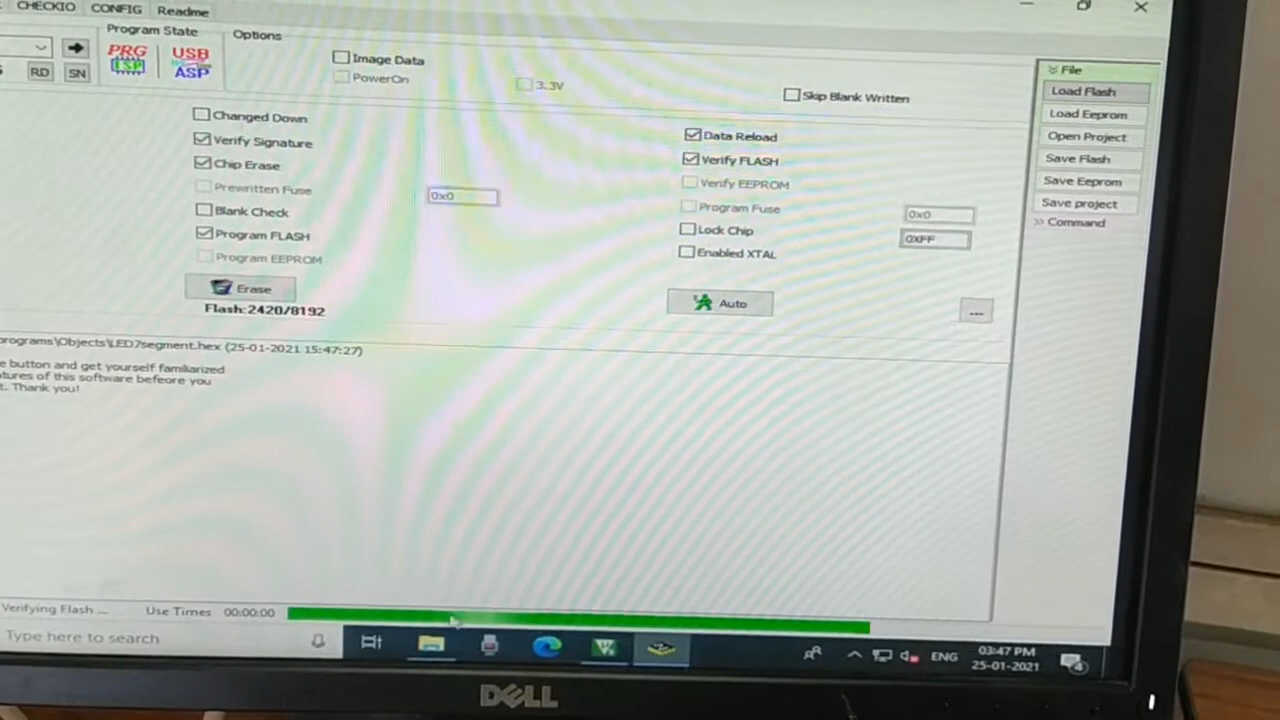 CHECKIO CONFIG Readme
Program State
Options
PRG
ISP
USB
ASP
RD
SN
Image Data
PowerOn
3.3V
Skip Blank Written
Changed Down
Verify Signature
Chip Erase
Prewritten Fuse
0x0
Blank Check
Program FLASH
Program EEPROM
Data Reload
Verify FLASH
Verify EEPROM
Program Fuse
0x0
Lock Chip
0XFF
Enabled XTAL
Erase
Auto
...
Flash:2420/8192
File
Load Flash
Load Eeprom
Open Project
Save Flash
Save Eeprom
Save project
Command
programs\Objects\LED7segment.hex (25-01-2021 15:47:27)
e button and get yourself familiarized
tures of this software befeore you
t. Thank you!
Verifying Flash ... Use Times 00:00:00
Type here to search
ENG
03:47 PM
25-01-2021
4
DELL